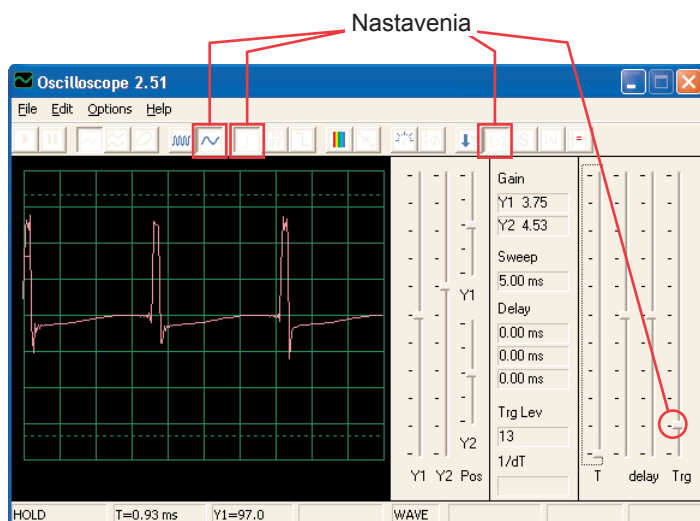 Nastavenia
Oscilloscope 2.51
File Edit Options Help
Gain
Y1 3.75
Y2 4.53
Sweep
5.00 ms
Y1
Delay
0.00 ms
0.00 ms
0.00 ms
Trg Lev
13
Y2
1/dT
Y1 Y2 Pos
T delay Trg
HOLD T=0.93 ms Y1=97.0 WAVE